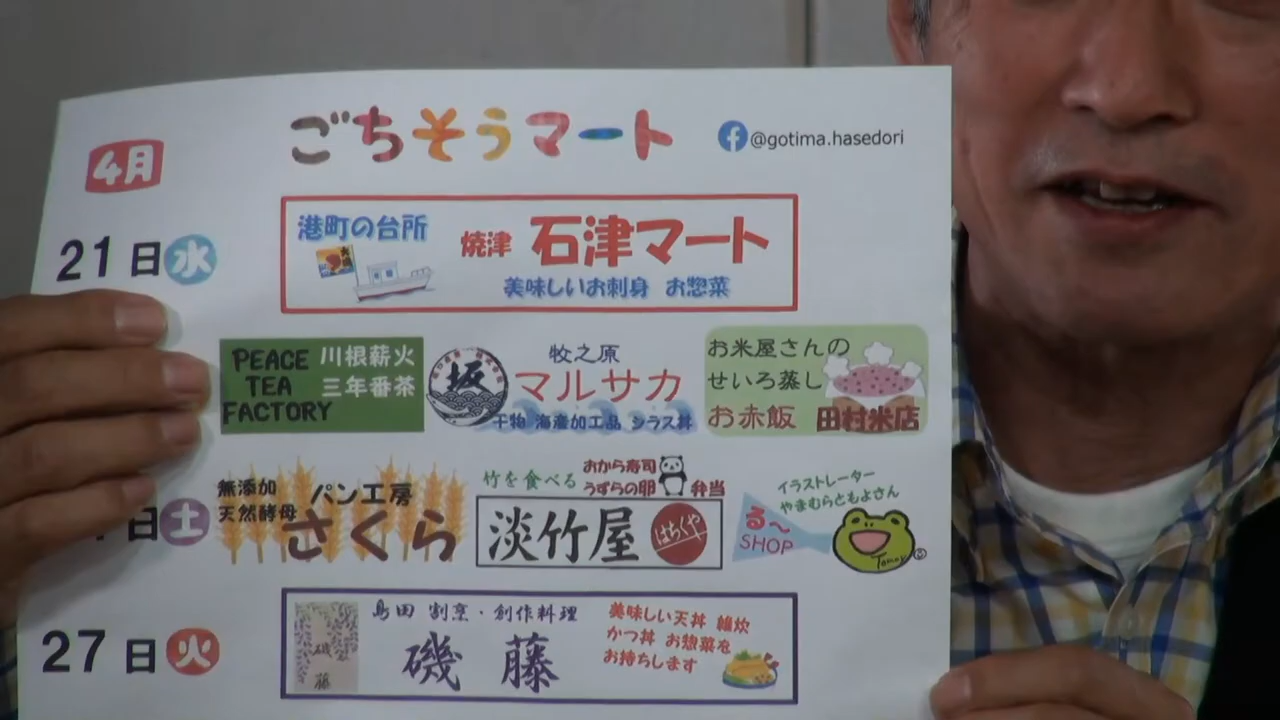 ごちそうマート
@gotima.hasedori
4月
21日水
港町の台所
焼津 石津マート
美味しいお刺身 お惣菜
PEACE
TEA
FACTORY
川根薪火
三年番茶
坂
牧之原
マルサカ
干物 海産加工品 シラス丼
お米屋さんの
せいろ蒸し
お赤飯 田村米店
日土
無添加
天然酵母
パン工房
さくら
竹を食べる
おから寿司
うずらの卵
弁当
淡竹屋
はちくや
イラストレーター
やまむらともよさん
る〜
SHOP
Tomoy
27日火
島田 割烹・創作料理
磯藤
美味しい天丼 雑炊
かつ丼 お惣菜を
お持ちします
磯
藤